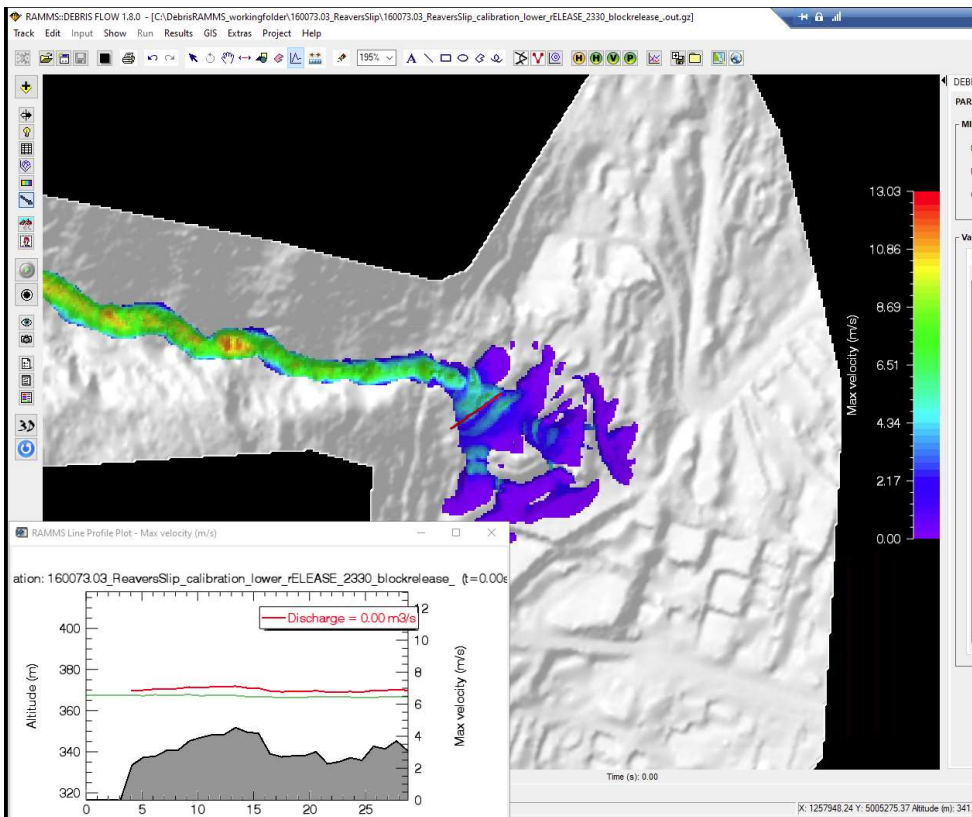 RAMMS::DEBRIS FLOW 1.8.0 - [C:\DebrisRAMMS_workingfolder\160073.03_ReaversSlip\160073.03_ReaversSlip_calibration_lower_rELEASE_2330_blockrelease_.out.gz]
Track Edit Input Show Run Results GIS Extras Project Help
195% A
H H V P
DEBRI
PAR
MI
Va
13.03
10.86
8.69
6.51
4.34
2.17
0.00
Max velocity (m/s)
3D
RAMMS Line Profile Plot - Max velocity (m/s)
ation: 160073.03_ReaversSlip_calibration_lower_rELEASE_2330_blockrelease_ (t=0.00s
Discharge = 0.00 m3/s
Altitude (m)
400
380
360
340
320
12
10
8
6
4
2
0
Max velocity (m/s)
0 5 10 15 20 25
Time (s): 0.00
X: 1257948.24 Y: 5005275.37 Altitude (m): 341.